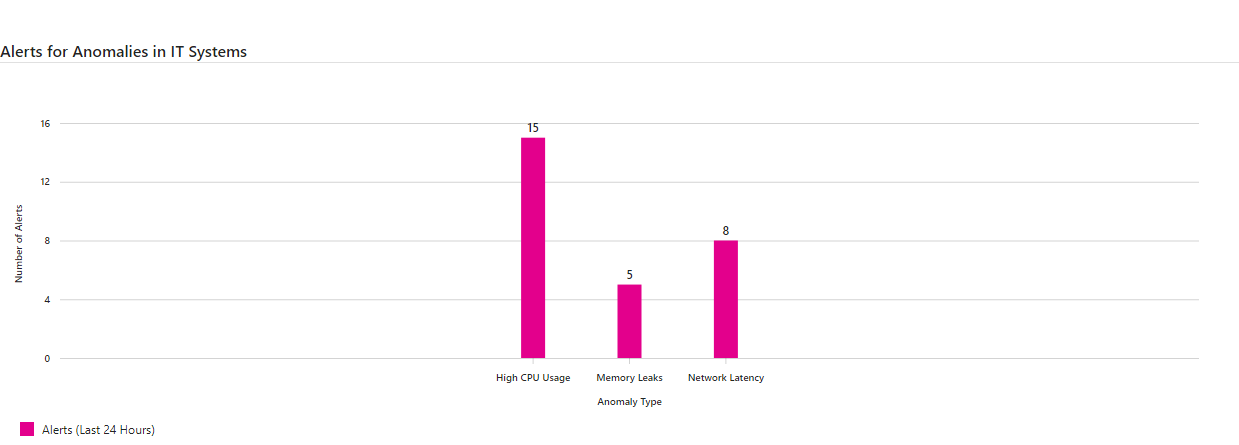 Alerts for Anomalies in IT Systems
16
15
12
8
8
5
4
0
Number of Alerts
High CPU Usage Memory Leaks Network Latency
Anomaly Type
Alerts (Last 24 Hours)